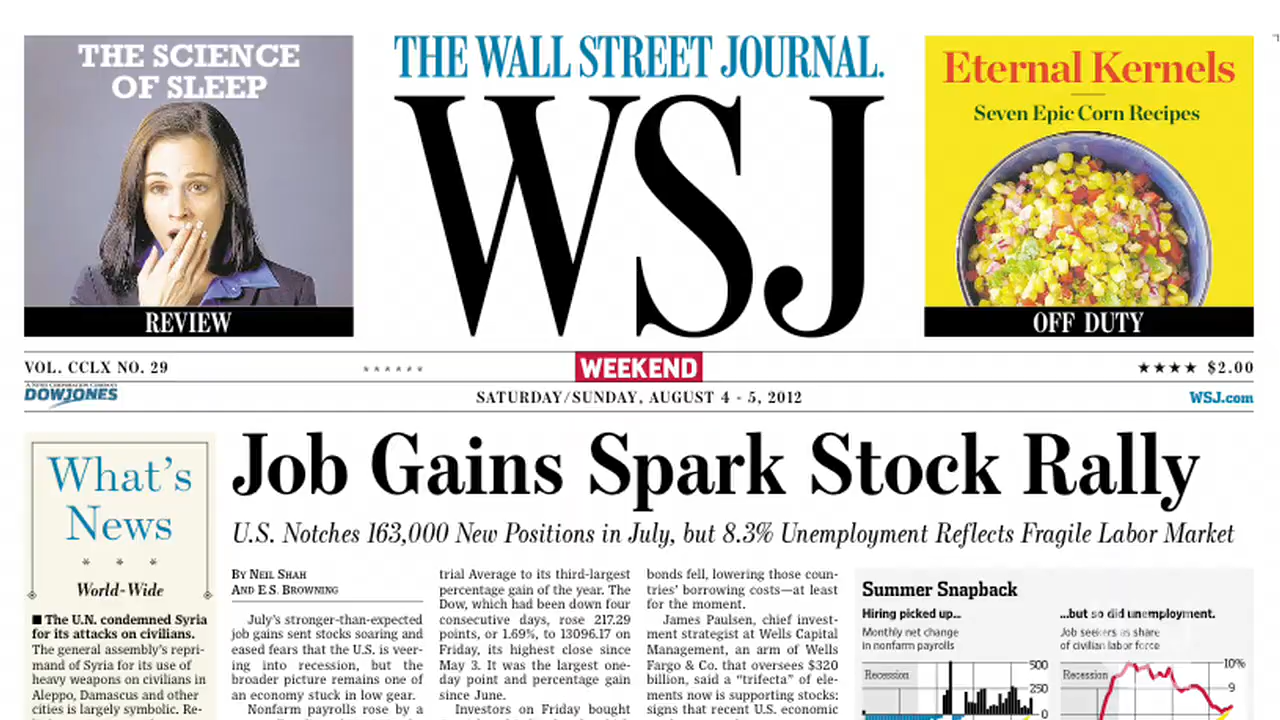 THE SCIENCE
OF SLEEP
REVIEW
THE WALL STREET JOURNAL.
WSJ
Eternal Kernels
Seven Epic Corn Recipes
OFF DUTY
VOL. CCLX NO. 29
******
WEEKEND
★★★★ $2.00
A NEWS CORPORATION COMPANY
DOWJONES
SATURDAY/SUNDAY, AUGUST 4 - 5, 2012
WSJ.com
What's
News
* * *
World-Wide
■ The U.N. condemned Syria
for its attacks on civilians.
The general assembly's repri-
mand of Syria for its use of
heavy weapons on civilians in
Aleppo, Damascus and other
cities is largely symbolic. Re-
Job Gains Spark Stock Rally
U.S. Notches 163,000 New Positions in July, but 8.3% Unemployment Reflects Fragile Labor Market
BY NEIL SHAH
AND E.S. BROWNING
July's stronger-than-expected
job gains sent stocks soaring and
eased fears that the U.S. is veer-
ing into recession, but the
broader picture remains one of
an economy stuck in low gear.
Nonfarm payrolls rose by a
trial Average to its third-largest
percentage gain of the year. The
Dow, which had been down four
consecutive days, rose 217.29
points, or 1.69%, to 13096.17 on
Friday, its highest close since
May 3. It was the largest one-
day point and percentage gain
since June.
Investors on Friday bought
bonds fell, lowering those coun-
tries' borrowing costs—at least
for the moment.
James Paulsen, chief invest-
ment strategist at Wells Capital
Management, an arm of Wells
Fargo & Co. that oversees $320
billion, said a "trifecta" of ele-
ments now is supporting stocks:
signs that recent U.S. economic
Summer Snapback
Hiring picked up...
Monthly net change
in nonfarm payrolls
Recession
500
250
0
...but so did unemployment.
Job seekers as share
of civilian labor force
Recession
10%
9